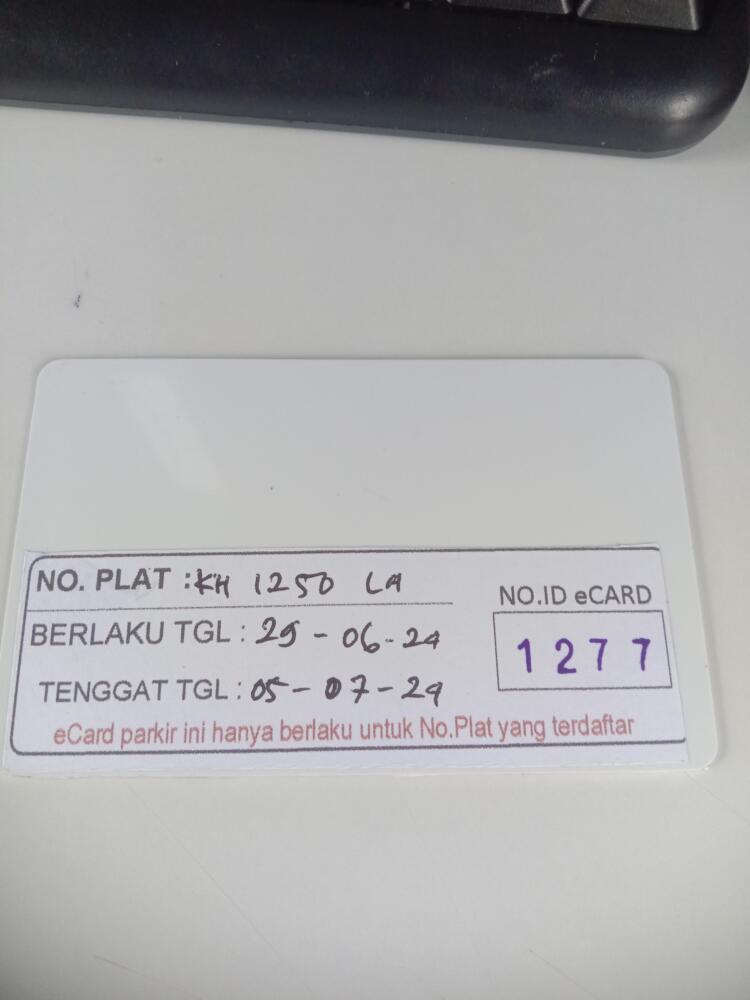 NO. PLAT : KH 1250 LA
NO.ID eCARD
BERLAKU TGL : 29 - 06 - 24
1277
TENGGAT TGL : 05 - 07 - 24
eCard parkir ini hanya berlaku untuk No.Plat yang terdaftar